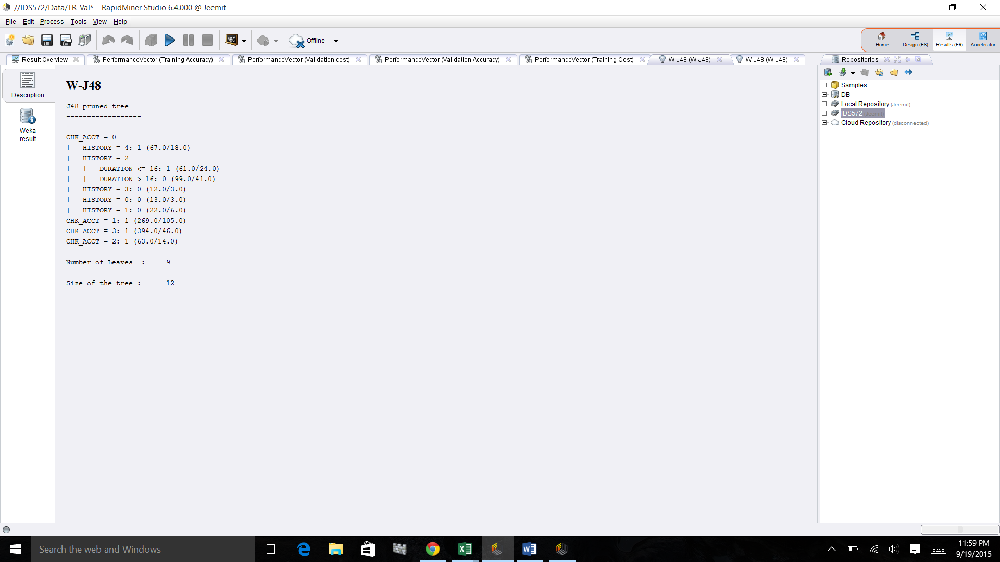 //IDS572/Data/TR-Val* – RapidMiner Studio 6.4.000 @ Jeemit
File Edit Process Tools View Help
ABC
Offline
Home
Design (F8)
Results (F9)
Accelerator
Result Overview
% PerformanceVector (Training Accuracy)
% PerformanceVector (Validation cost)
% PerformanceVector (Validation Accuracy)
% PerformanceVector (Training Cost)
W-J48 (W-J48)
W-J48 (W-J48)
Repositories
Description
Weka
result
W-J48
J48 pruned tree
------------------
CHK_ACCT = 0
|   HISTORY = 4: 1 (67.0/18.0)
|   HISTORY = 2
|   |   DURATION <= 16: 1 (61.0/24.0)
|   |   DURATION > 16: 0 (99.0/41.0)
|   HISTORY = 3: 0 (12.0/3.0)
|   HISTORY = 0: 0 (13.0/3.0)
|   HISTORY = 1: 0 (22.0/6.0)
CHK_ACCT = 1: 1 (269.0/105.0)
CHK_ACCT = 3: 1 (394.0/46.0)
CHK_ACCT = 2: 1 (63.0/14.0)
Number of Leaves  :     9
Size of the tree :      12
Samples
DB
Local Repository (Jeemit)
IDS572 (Jeemit)
Cloud Repository (disconnected)
Search the web and Windows
11:59 PM
9/19/2015